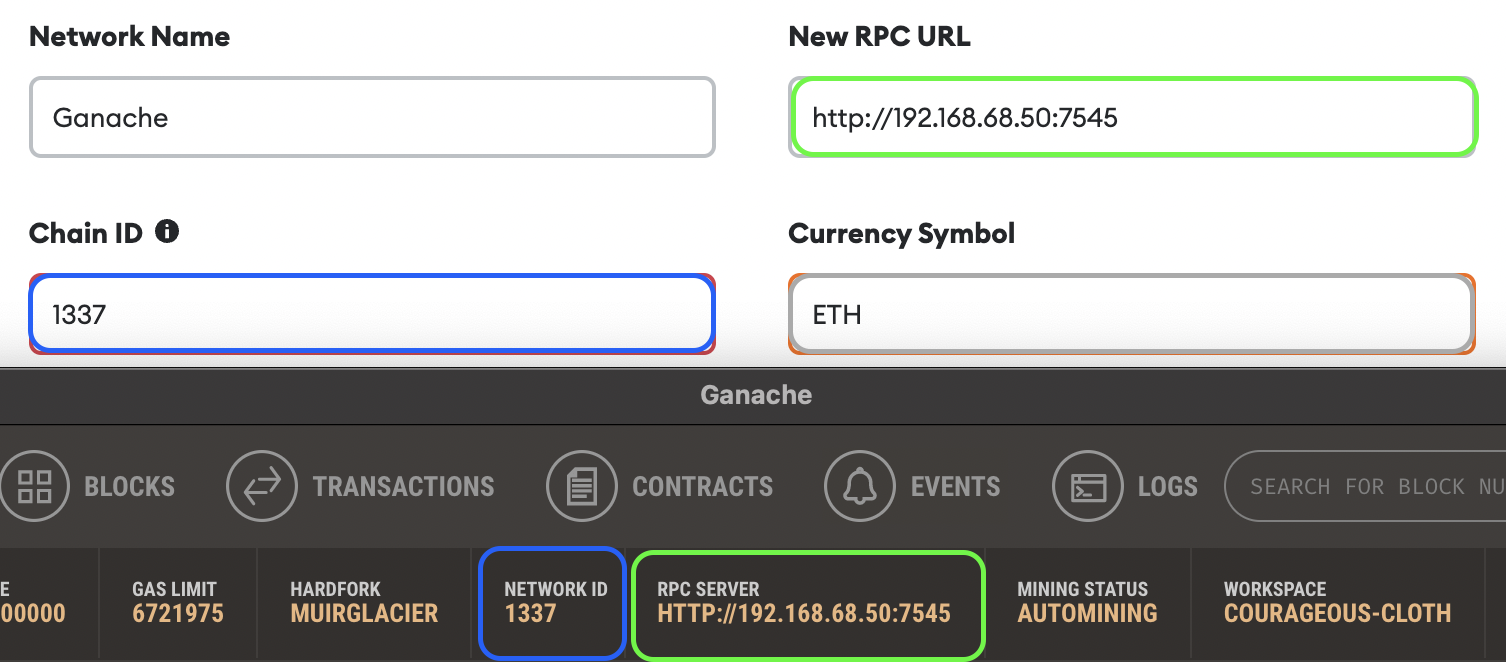 Network Name
New RPC URL
Ganache
http://192.168.68.50:7545
Chain ID
Currency Symbol
1337
ETH
Ganache
BLOCKS
TRANSACTIONS
CONTRACTS
EVENTS
LOGS
SEARCH FOR BLOCK NU
E
00000
GAS LIMIT
6721975
HARDFORK
MUIRGLACIER
NETWORK ID
1337
RPC SERVER
HTTP://192.168.68.50:7545
MINING STATUS
AUTOMINING
WORKSPACE
COURAGEOUS-CLOTH